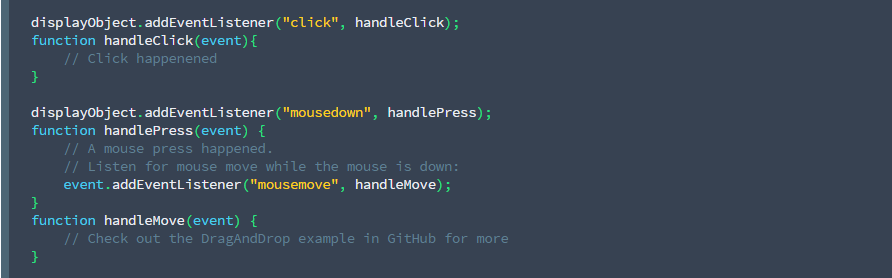 displayObject.addEventListener("click", handleClick);
function handleClick(event){
    // Click happenened
}

displayObject.addEventListener("mousedown", handlePress);
function handlePress(event) {
    // A mouse press happened.
    // Listen for mouse move while the mouse is down:
    event.addEventListener("mousemove", handleMove);
}
function handleMove(event) {
    // Check out the DragAndDrop example in GitHub for more
}